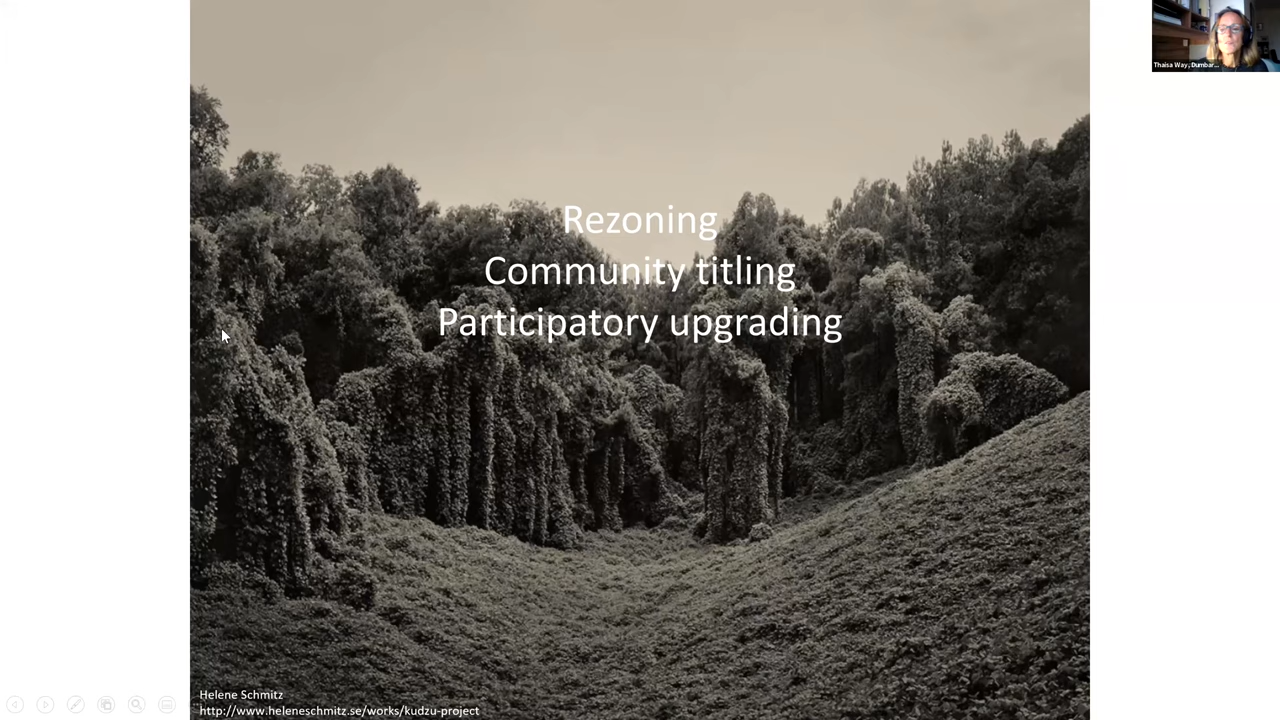 Thaisa Way, Dumbar...
Rezoning
Community titling
Participatory upgrading
Helene Schmitz
http://www.heleneschmitz.se/works/kudzu-project